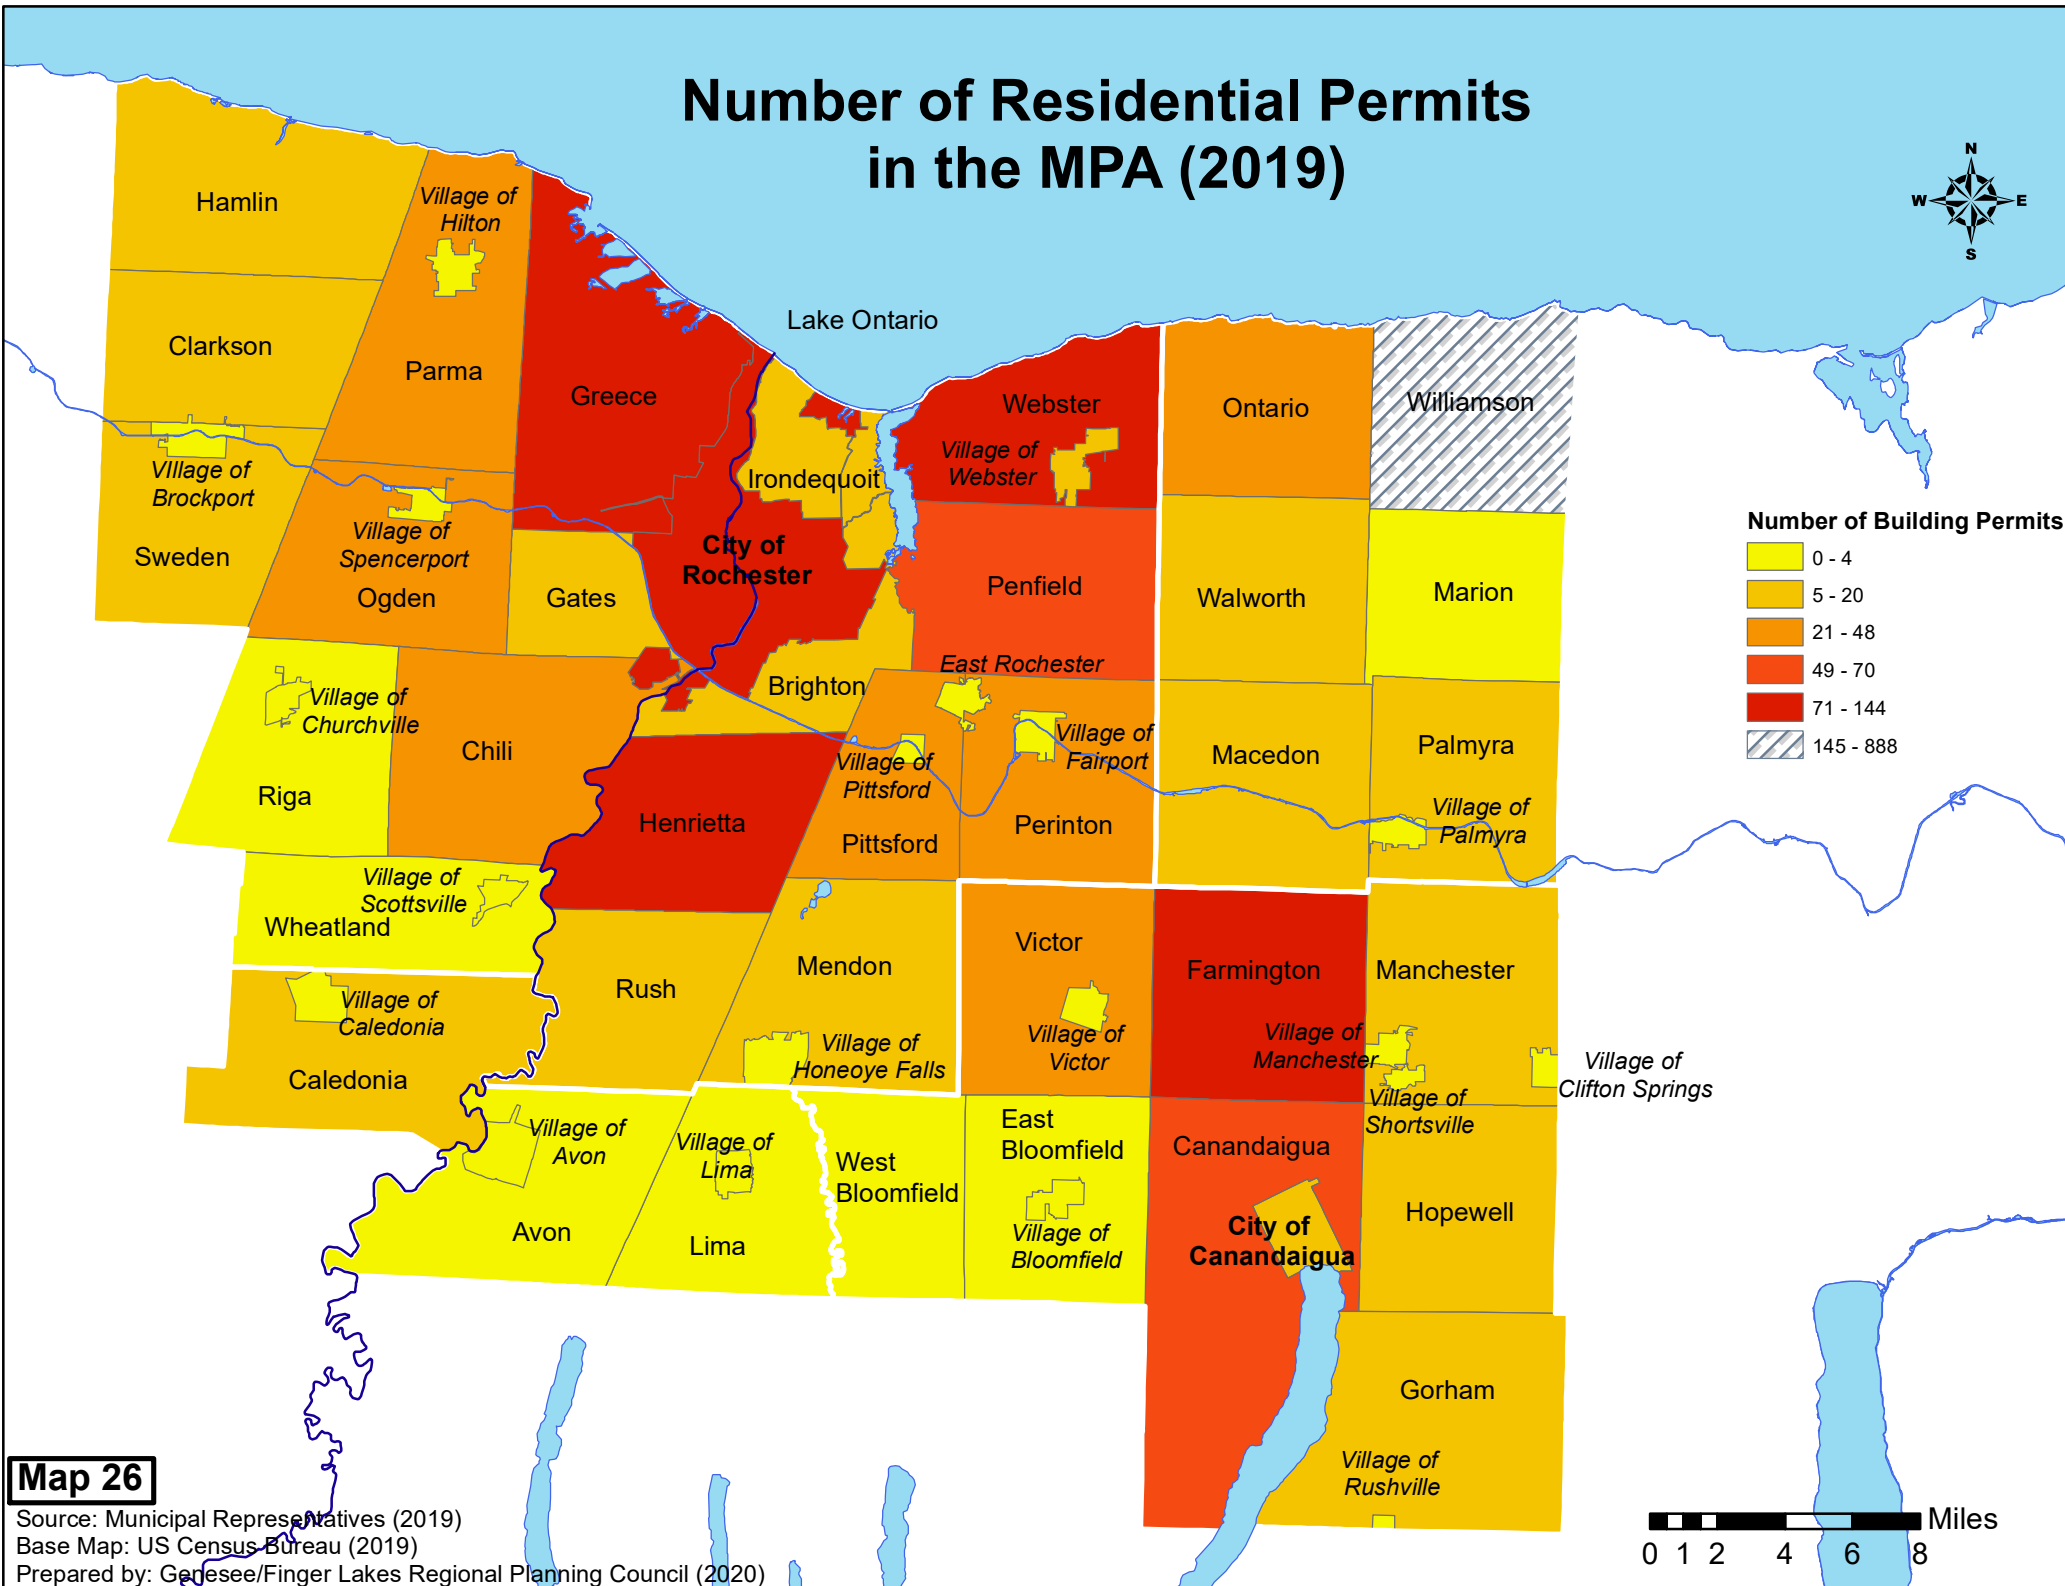 Number of Residential Permits
in the MPA (2019)
N
W
E
S
Hamlin
Village of
Hilton
Lake Ontario
Clarkson
Parma
Greece
Webster
Ontario
Williamson
Village of
Webster
VIllage of
Brockport
Irondequoit
Village of
Spencerport
City of
Rochester
Sweden
Ogden
Gates
Penfield
Walworth
Marion
Number of Building Permits
0 - 4
5 - 20
21 - 48
49 - 70
71 - 144
145 - 888
East Rochester
Brighton
Village of
Churchville
Chili
Riga
Village of
Fairport
Village of
Pittsford
Macedon
Palmyra
Village of
Palmyra
Henrietta
Pittsford
Perinton
Village of
Scottsville
Wheatland
Victor
Farmington
Manchester
Mendon
Rush
Village of
Caledonia
Village of
Honeoye Falls
Village of
Victor
Village of
Manchester
Village of
Clifton Springs
Caledonia
Village of
Shortsville
Village of
Avon
Village of
Lima
West
Bloomfield
East
Bloomfield
Canandaigua
Hopewell
Avon
Lima
Village of
Bloomfield
City of
Canandaigua
Gorham
Village of
Rushville
Map 26
Source: Municipal Representatives (2019)
Base Map: US Census Bureau (2019)
Prepared by: Genesee/Finger Lakes Regional Planning Council (2020)
Miles
0 1 2 4 6 8